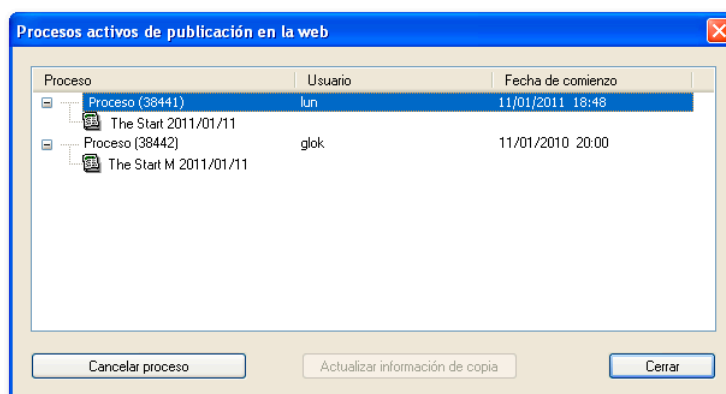 Procesos activos de publicación en la web
Proceso Usuario Fecha de comienzo
Proceso (38441) lun 11/01/2011 18:48
The Start 2011/01/11
Proceso (38442) glok 11/01/2010 20:00
The Start M 2011/01/11
Cancelar proceso Actualizar información de copia Cerrar